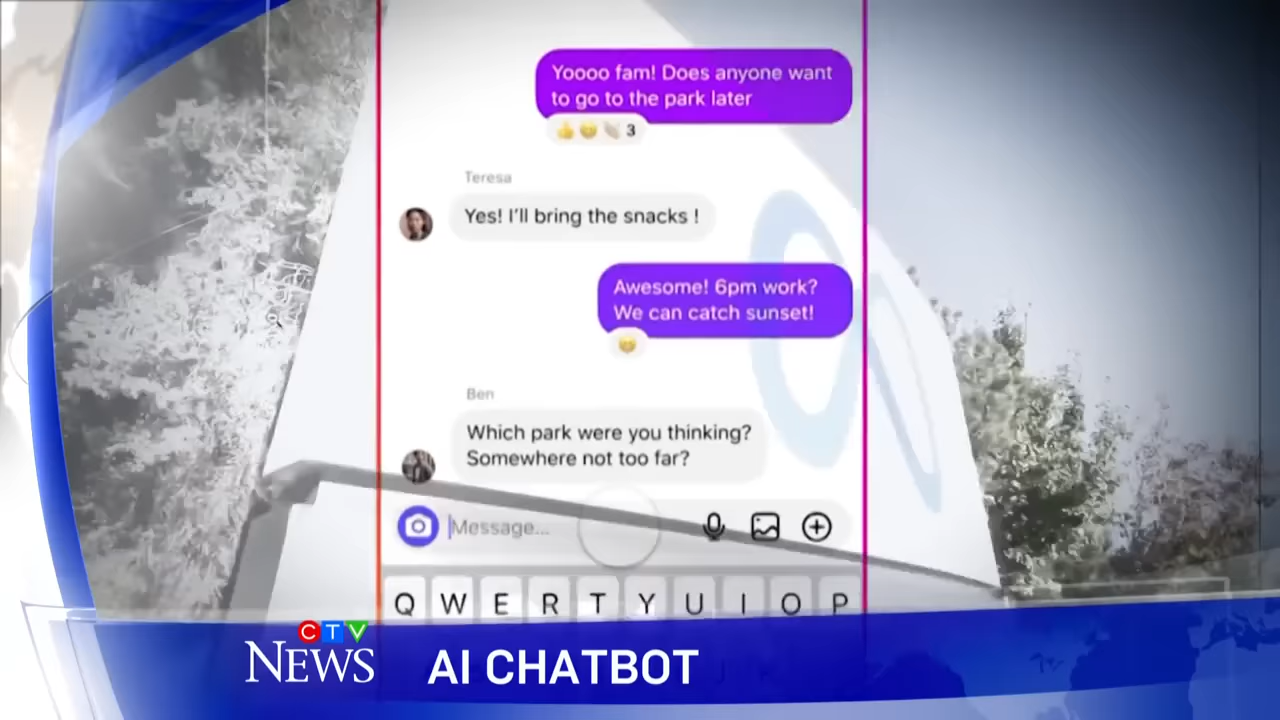 Yoooo fam! Does anyone want
to go to the park later
3
Teresa
Yes! I'll bring the snacks !
Awesome! 6pm work?
We can catch sunset!
Ben
Which park were you thinking?
Somewhere not too far?
Message...
Q W E R T Y U I O P
CTV
NEWS
AI CHATBOT